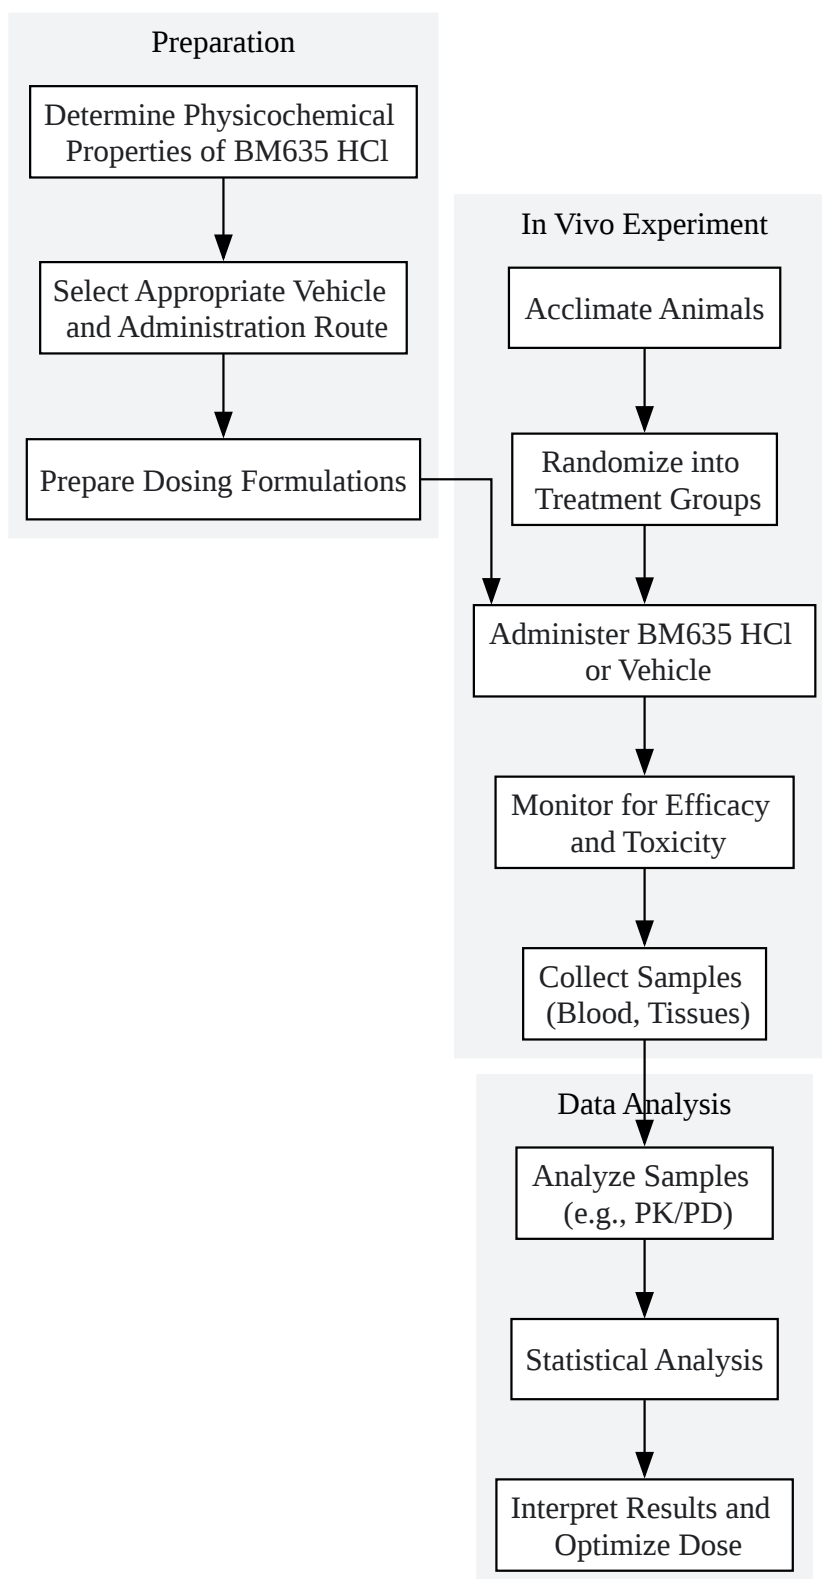 Preparation
Determine Physicochemical
Properties of BM635 HCl
Select Appropriate Vehicle
and Administration Route
Prepare Dosing Formulations
In Vivo Experiment
Acclimate Animals
Randomize into
Treatment Groups
Administer BM635 HCl
or Vehicle
Monitor for Efficacy
and Toxicity
Collect Samples
(Blood, Tissues)
Data Analysis
Analyze Samples
(e.g., PK/PD)
Statistical Analysis
Interpret Results and
Optimize Dose